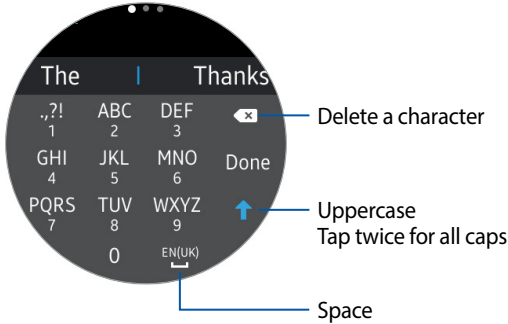 The I Thanks
.,?! ABC DEF
1 2 3
Delete a character
GHI JKL MNO Done
4 5 6
PQRS TUV WXYZ
7 8 9
Uppercase
Tap twice for all caps
0 EN(UK)
Space